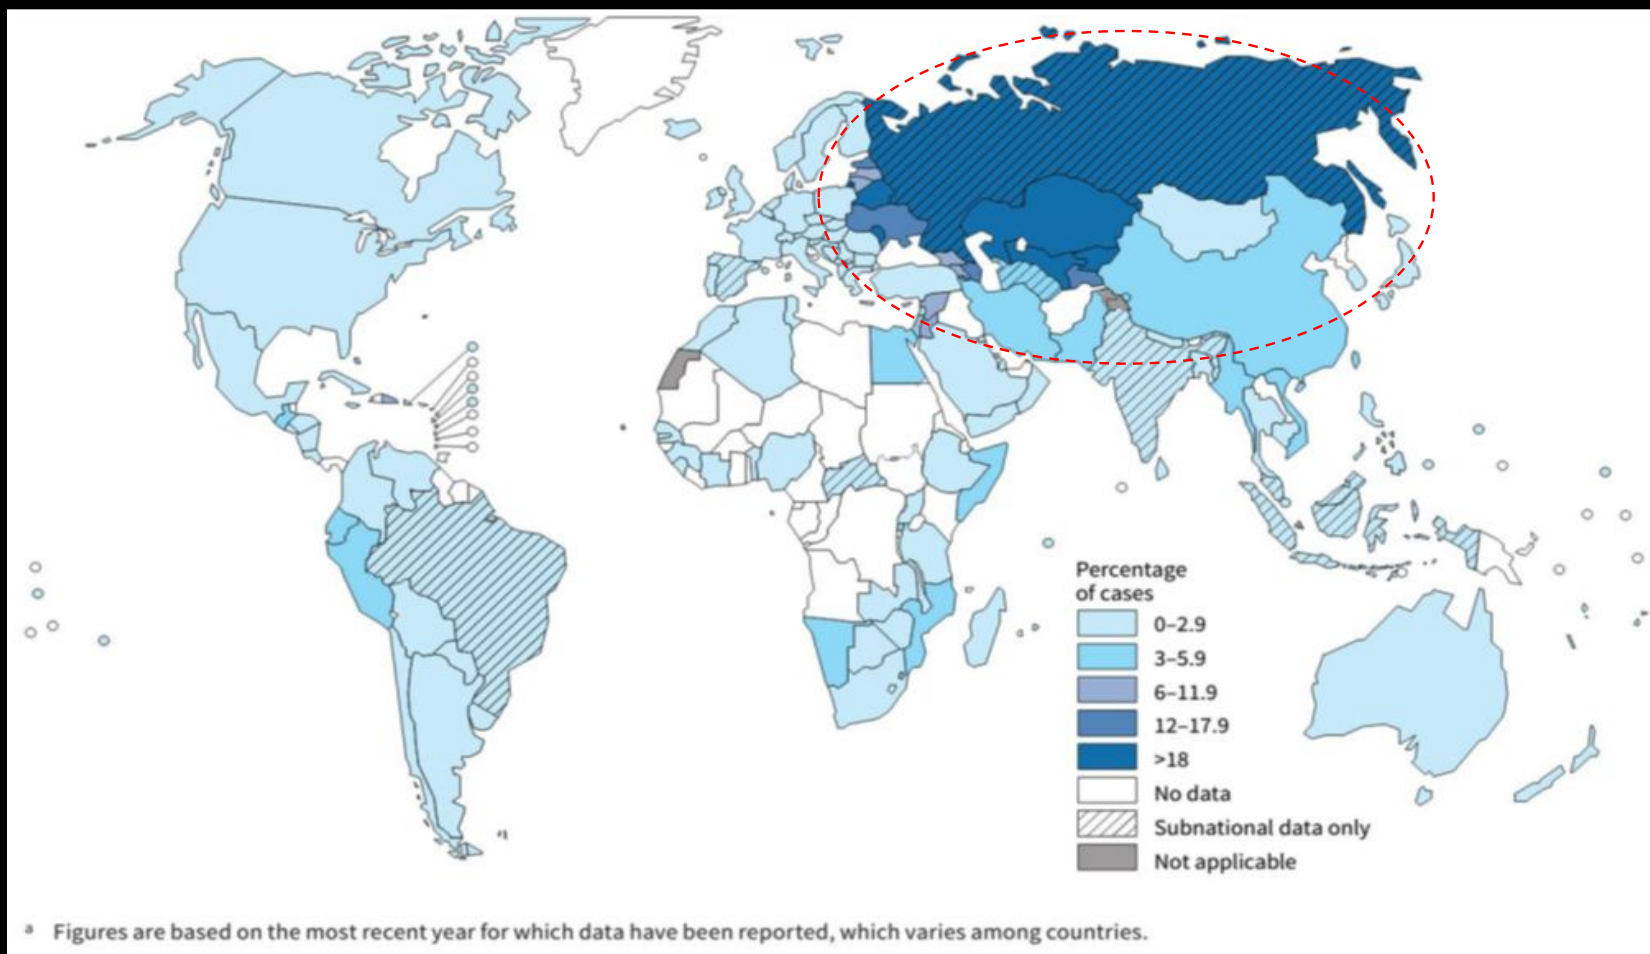 Percentage
of cases
0–2.9
3–5.9
6–11.9
12–17.9
>18
No data
Subnational data only
Not applicable
a Figures are based on the most recent year for which data have been reported, which varies among countries.